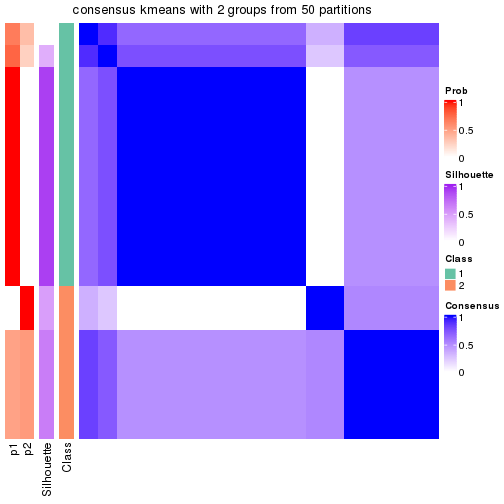 consensus kmeans with 2 groups from 50 partitions
Prob
1
0.5
0
Silhouette
1
0.5
0
Class
1
2
Consensus
1
0.5
0
p1
p2
Silhouette
Class